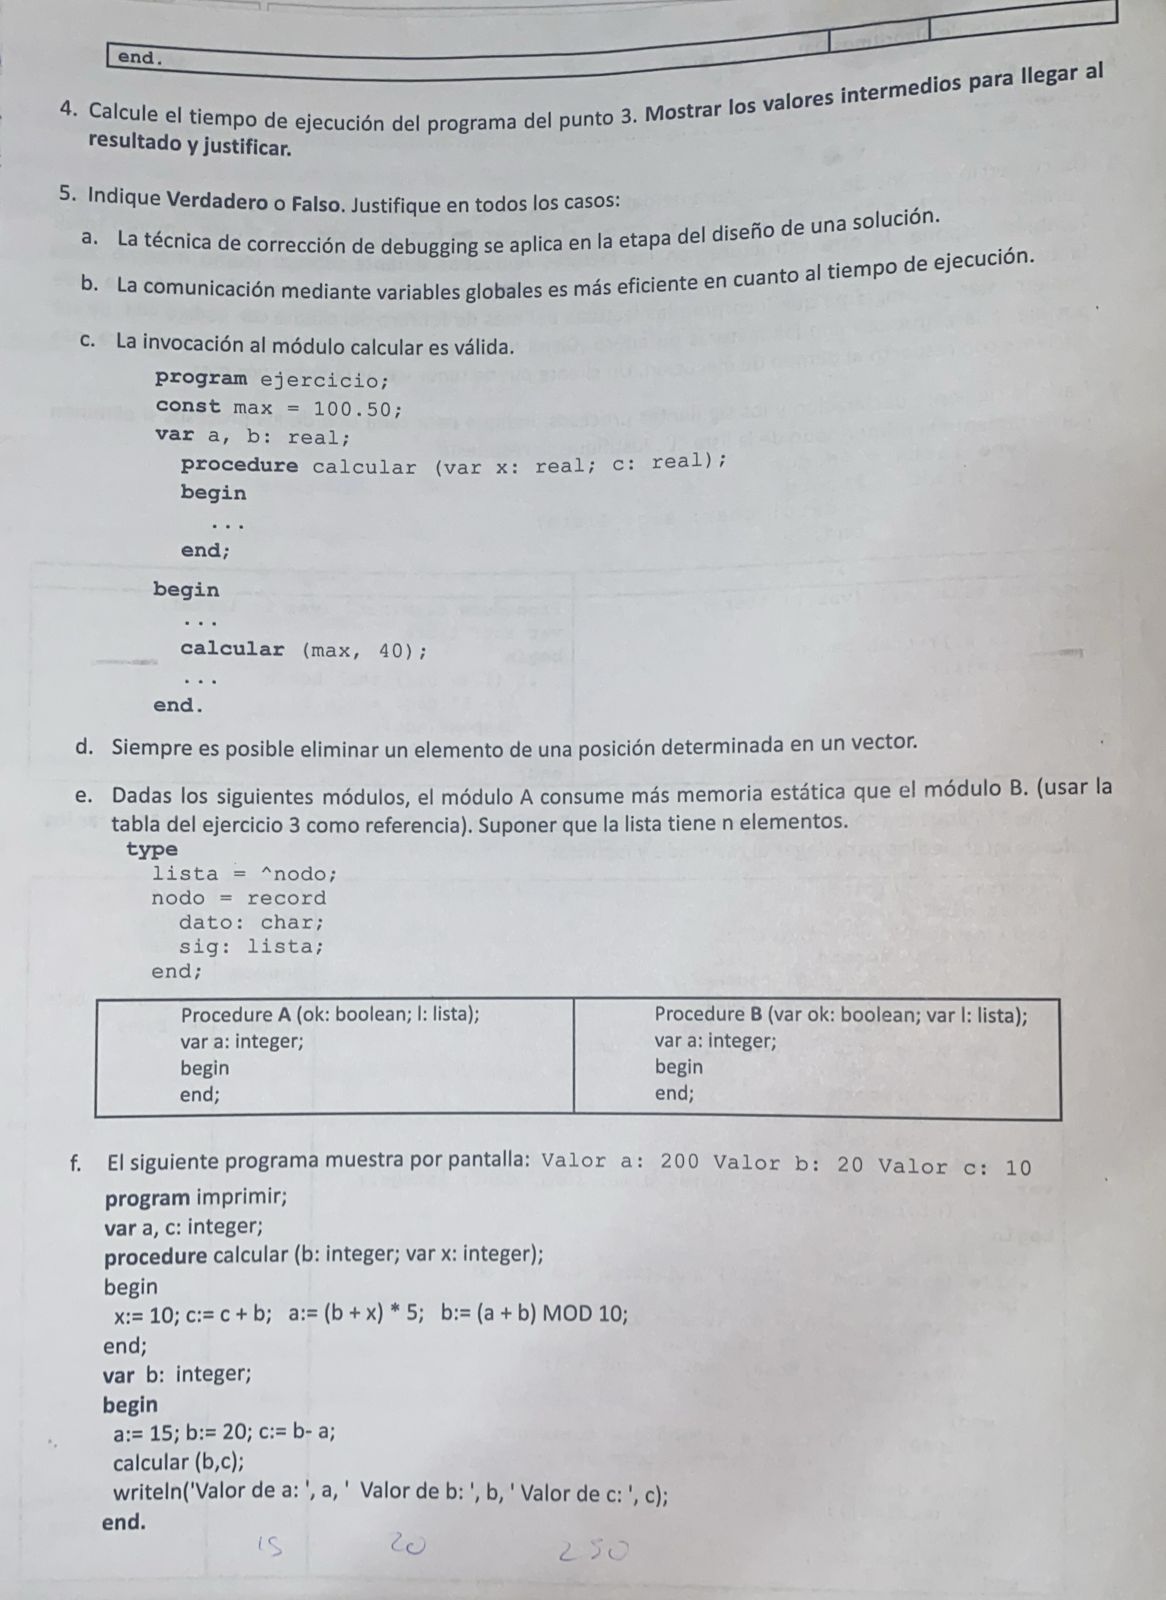 end.
4. Calcule el tiempo de ejecución del programa del punto 3. Mostrar los valores intermedios para llegar al
resultado y justificar.
5. Indique Verdadero o Falso. Justifique en todos los casos:
a. La técnica de corrección de debugging se aplica en la etapa del diseño de una solución.
b. La comunicación mediante variables globales es más eficiente en cuanto al tiempo de ejecución.
c. La invocación al módulo calcular es válida.
program ejercicio;
const max = 100.50;
var a, b: real;
procedure calcular (var x: real; c: real);
begin
...
end;
begin
...
calcular (max, 40);
...
end.
d. Siempre es posible eliminar un elemento de una posición determinada en un vector.
e. Dadas los siguientes módulos, el módulo A consume más memoria estática que el módulo B. (usar la
tabla del ejercicio 3 como referencia). Suponer que la lista tiene n elementos.
type
lista = ^nodo;
nodo = record
dato: char;
sig: lista;
end;
Procedure A (ok: boolean; l: lista);
var a: integer;
begin
end;
Procedure B (var ok: boolean; var l: lista);
var a: integer;
begin
end;
f. El siguiente programa muestra por pantalla: Valor a: 200 Valor b: 20 Valor c: 10
program imprimir;
var a, c: integer;
procedure calcular (b: integer; var x: integer);
begin
x:= 10; c:= c + b; a:= (b + x) * 5; b:= (a + b) MOD 10;
end;
var b: integer;
begin
a:= 15; b:= 20; c:= b- a;
calcular (b,c);
writeln('Valor de a: ', a, ' Valor de b: ', b, ' Valor de c: ', c);
end.
15 20 250